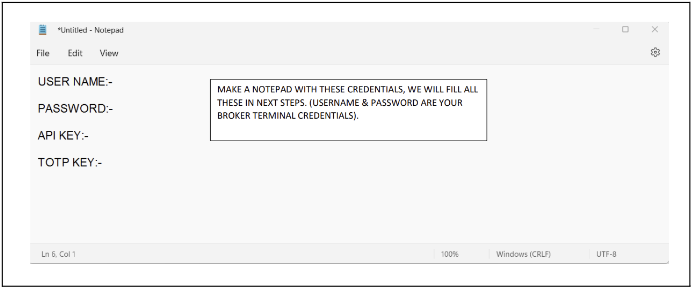 *Untitled - Notepad
File Edit View
USER NAME:-
PASSWORD:-
API KEY:-
TOTP KEY:-
MAKE A NOTEPAD WITH THESE CREDENTIALS, WE WILL FILL ALL
THESE IN NEXT STEPS. (USERNAME & PASSWORD ARE YOUR
BROKER TERMINAL CREDENTIALS).
Ln 6, Col 1 100% Windows (CRLF) UTF-8